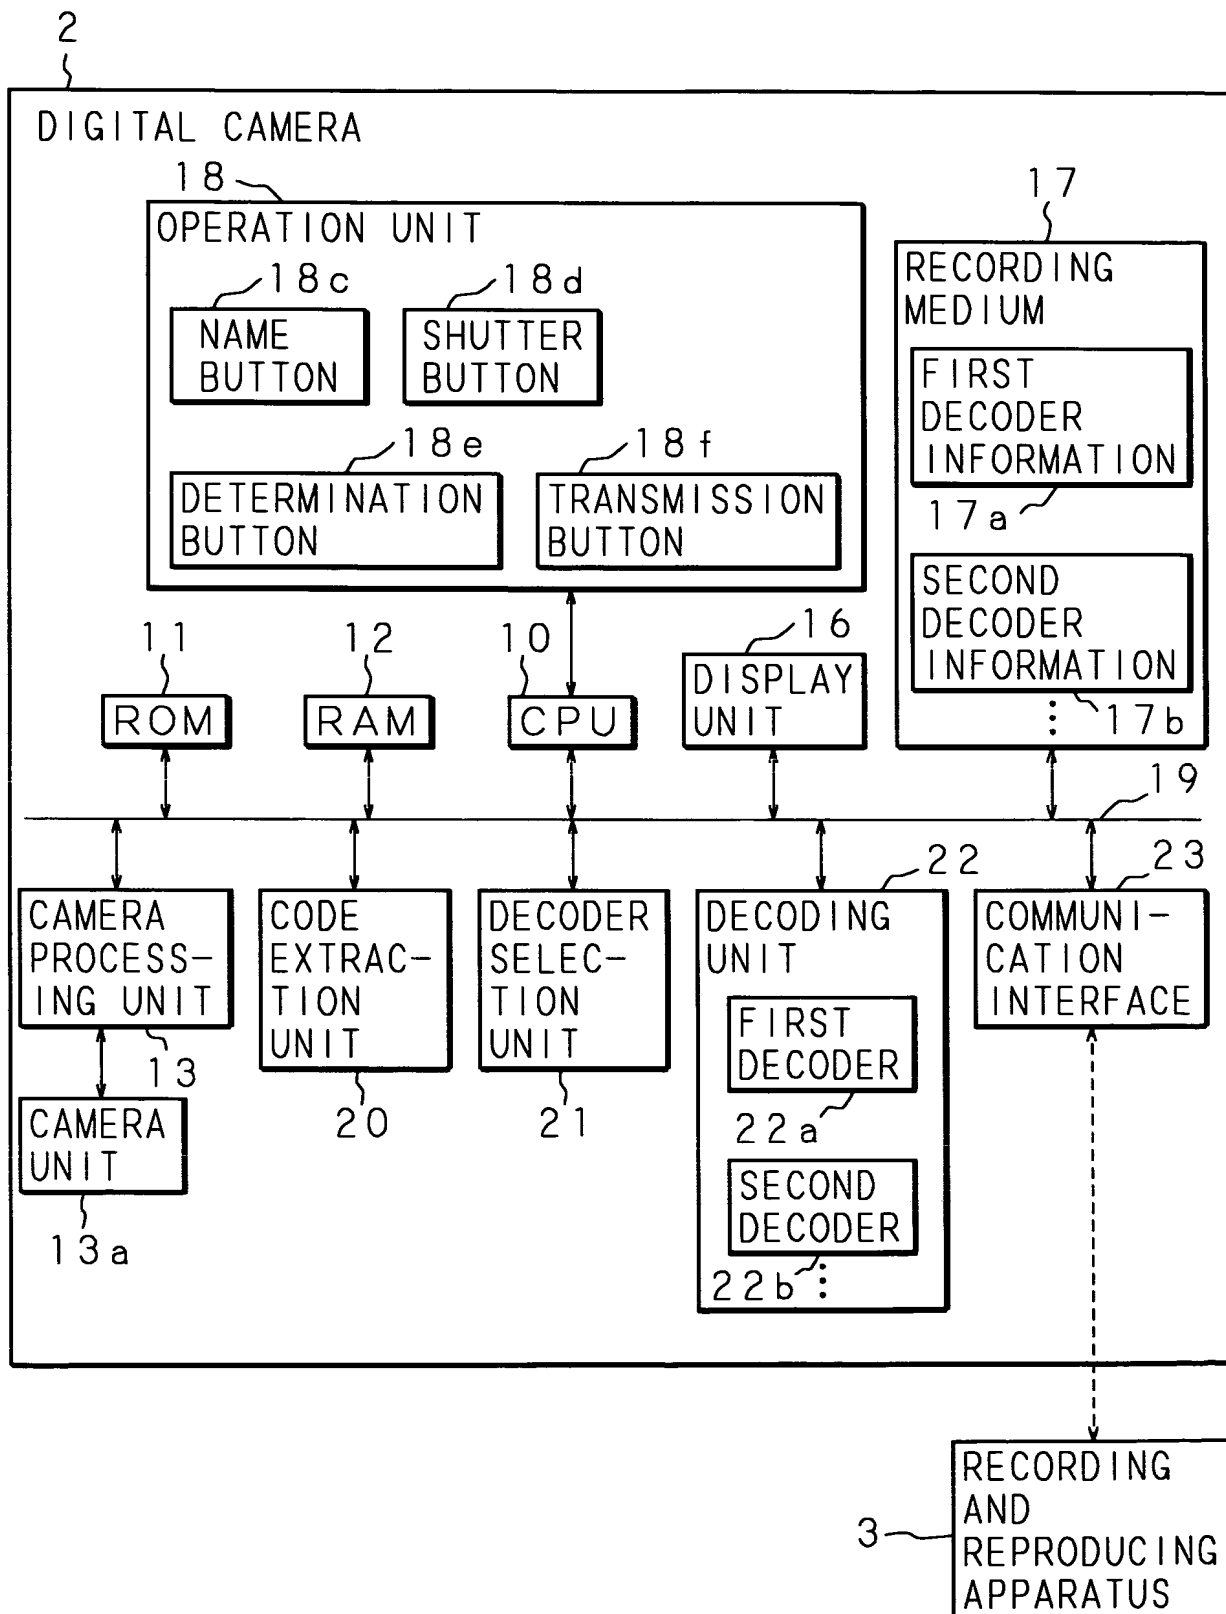 2
DIGITAL CAMERA
18
17
OPERATION UNIT
RECORDING
MEDIUM
18c
18d
NAME
BUTTON
SHUTTER
BUTTON
FIRST
DECODER
INFORMATION
17a
18e
18f
DETERMINATION
BUTTON
TRANSMISSION
BUTTON
SECOND
DECODER
INFORMATION
17b
11
12
10
16
ROM
RAM
CPU
DISPLAY
UNIT
19
22
23
CAMERA
PROCESS-
ING UNIT
13
CODE
EXTRAC-
TION
UNIT
20
DECODER
SELEC-
TION
UNIT
21
DECODING
UNIT
COMMUNI-
CATION
INTERFACE
FIRST
DECODER
22a
CAMERA
UNIT
13a
SECOND
DECODER
22b
3
RECORDING
AND
REPRODUCING
APPARATUS